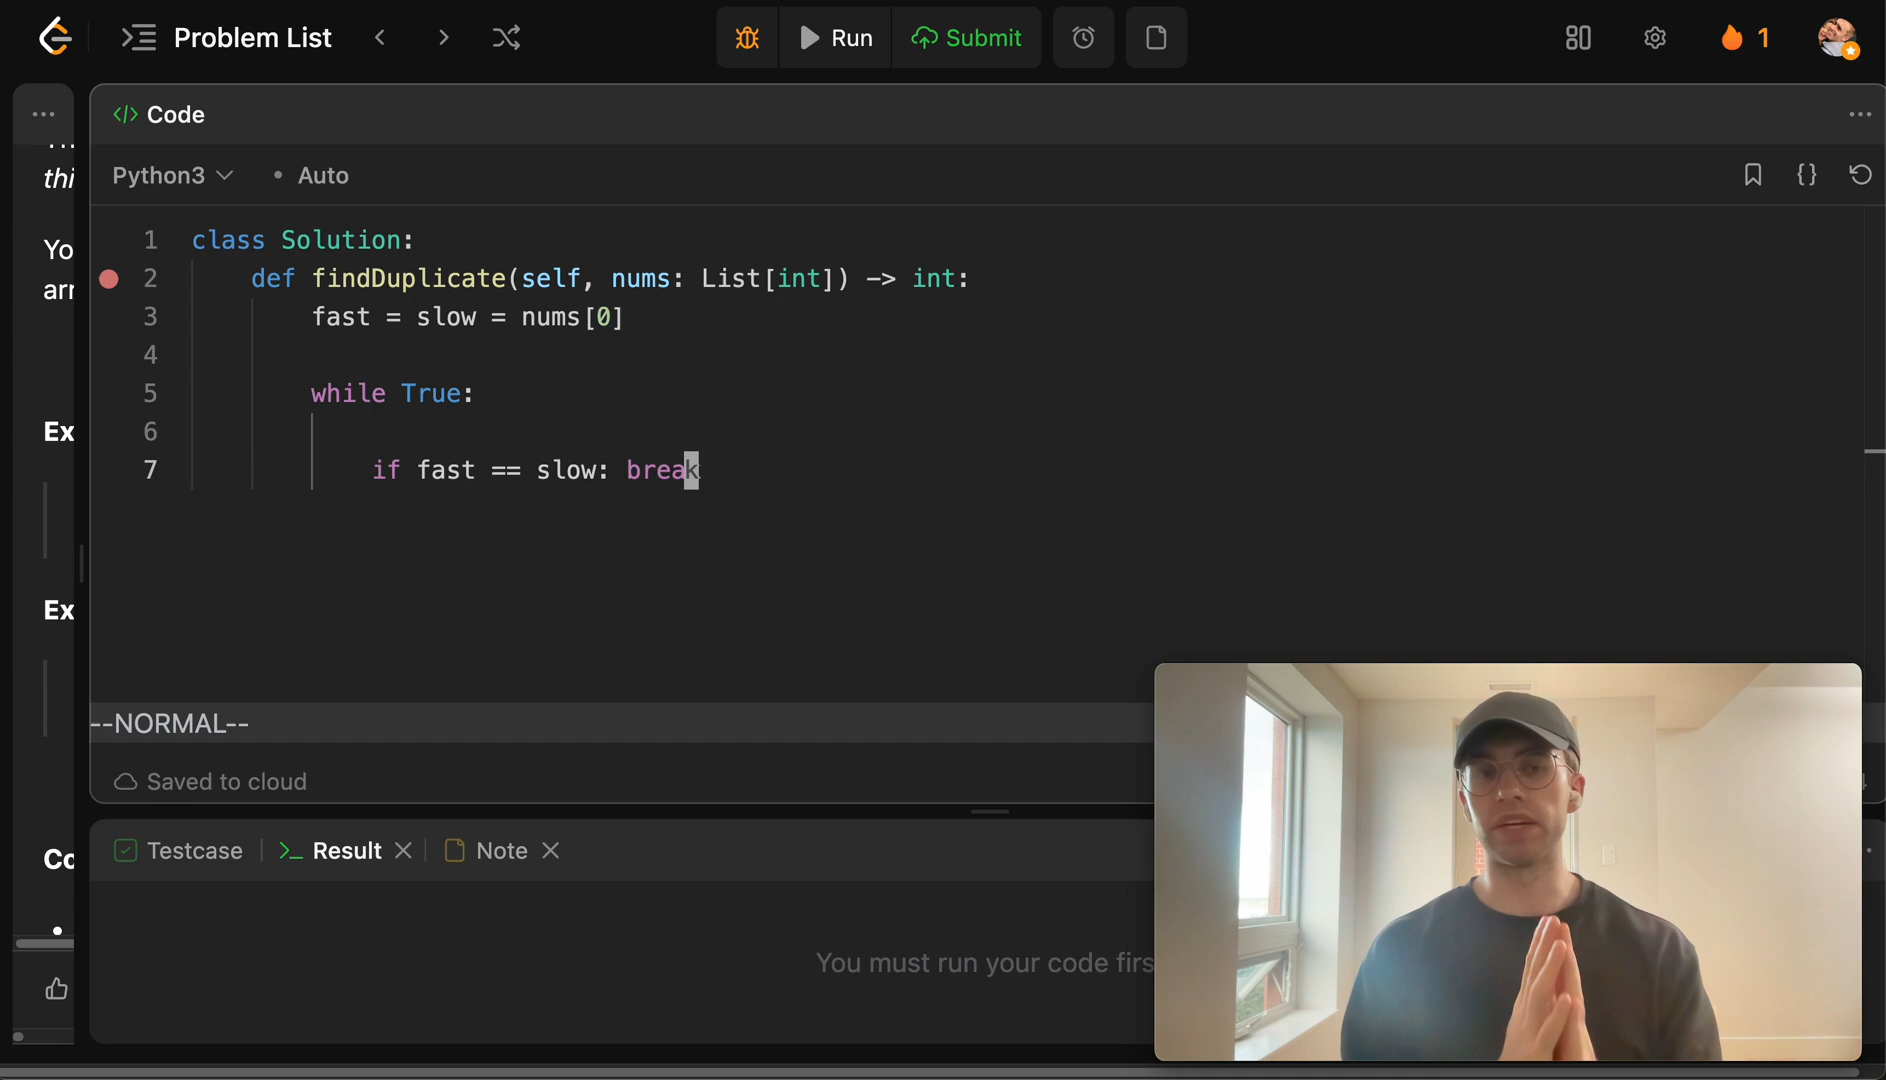 Problem List
Run
Submit
1
thi
Yo
arr
Ex
Ex
Co
Code
Python3
Auto
1 class Solution:
2 def findDuplicate(self, nums: List[int]) -> int:
3 fast = slow = nums[0]
4
5 while True:
6
7 if fast == slow: break
--NORMAL--
Saved to cloud
Testcase
Result
Note
You must run your code firs